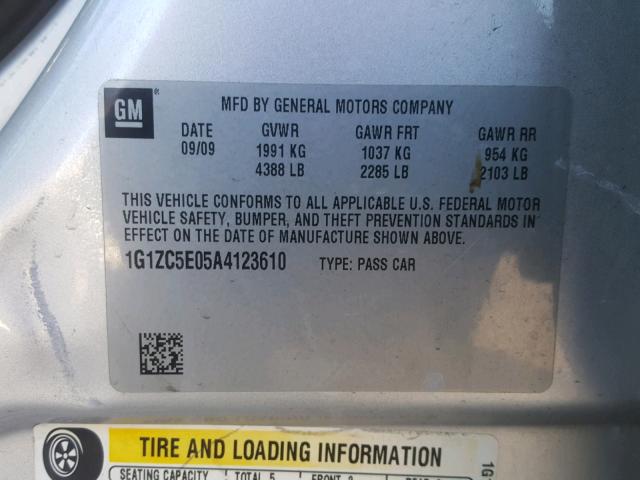 GM
MFD BY GENERAL MOTORS COMPANY
DATE GVWR GAWR FRT GAWR RR
09/09 1991 KG 1037 KG 954 KG
4388 LB 2285 LB 2103 LB
THIS VEHICLE CONFORMS TO ALL APPLICABLE U.S. FEDERAL MOTOR
VEHICLE SAFETY, BUMPER, AND THEFT PREVENTION STANDARDS IN
EFFECT ON THE DATE OF MANUFACTURE SHOWN ABOVE.
1G1ZC5E05A4123610 TYPE: PASS CAR
TIRE AND LOADING INFORMATION
SEATING CAPACITY TOTAL 5 FRONT 2
1G